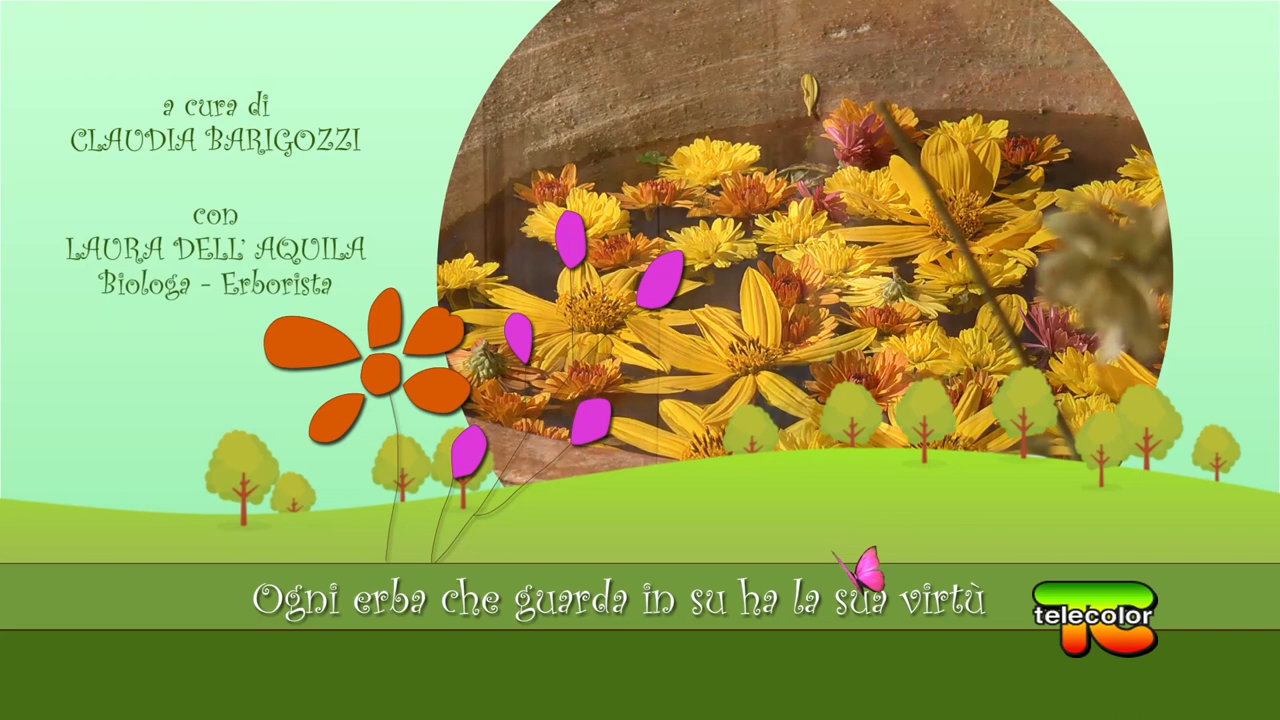 a cura di
CLAUDIA BARIGOZZI
con
LAURA DELL' AQUILA
Biologa - Erborista
Ogni erba che guarda in su ha la sua virtù
telecolor